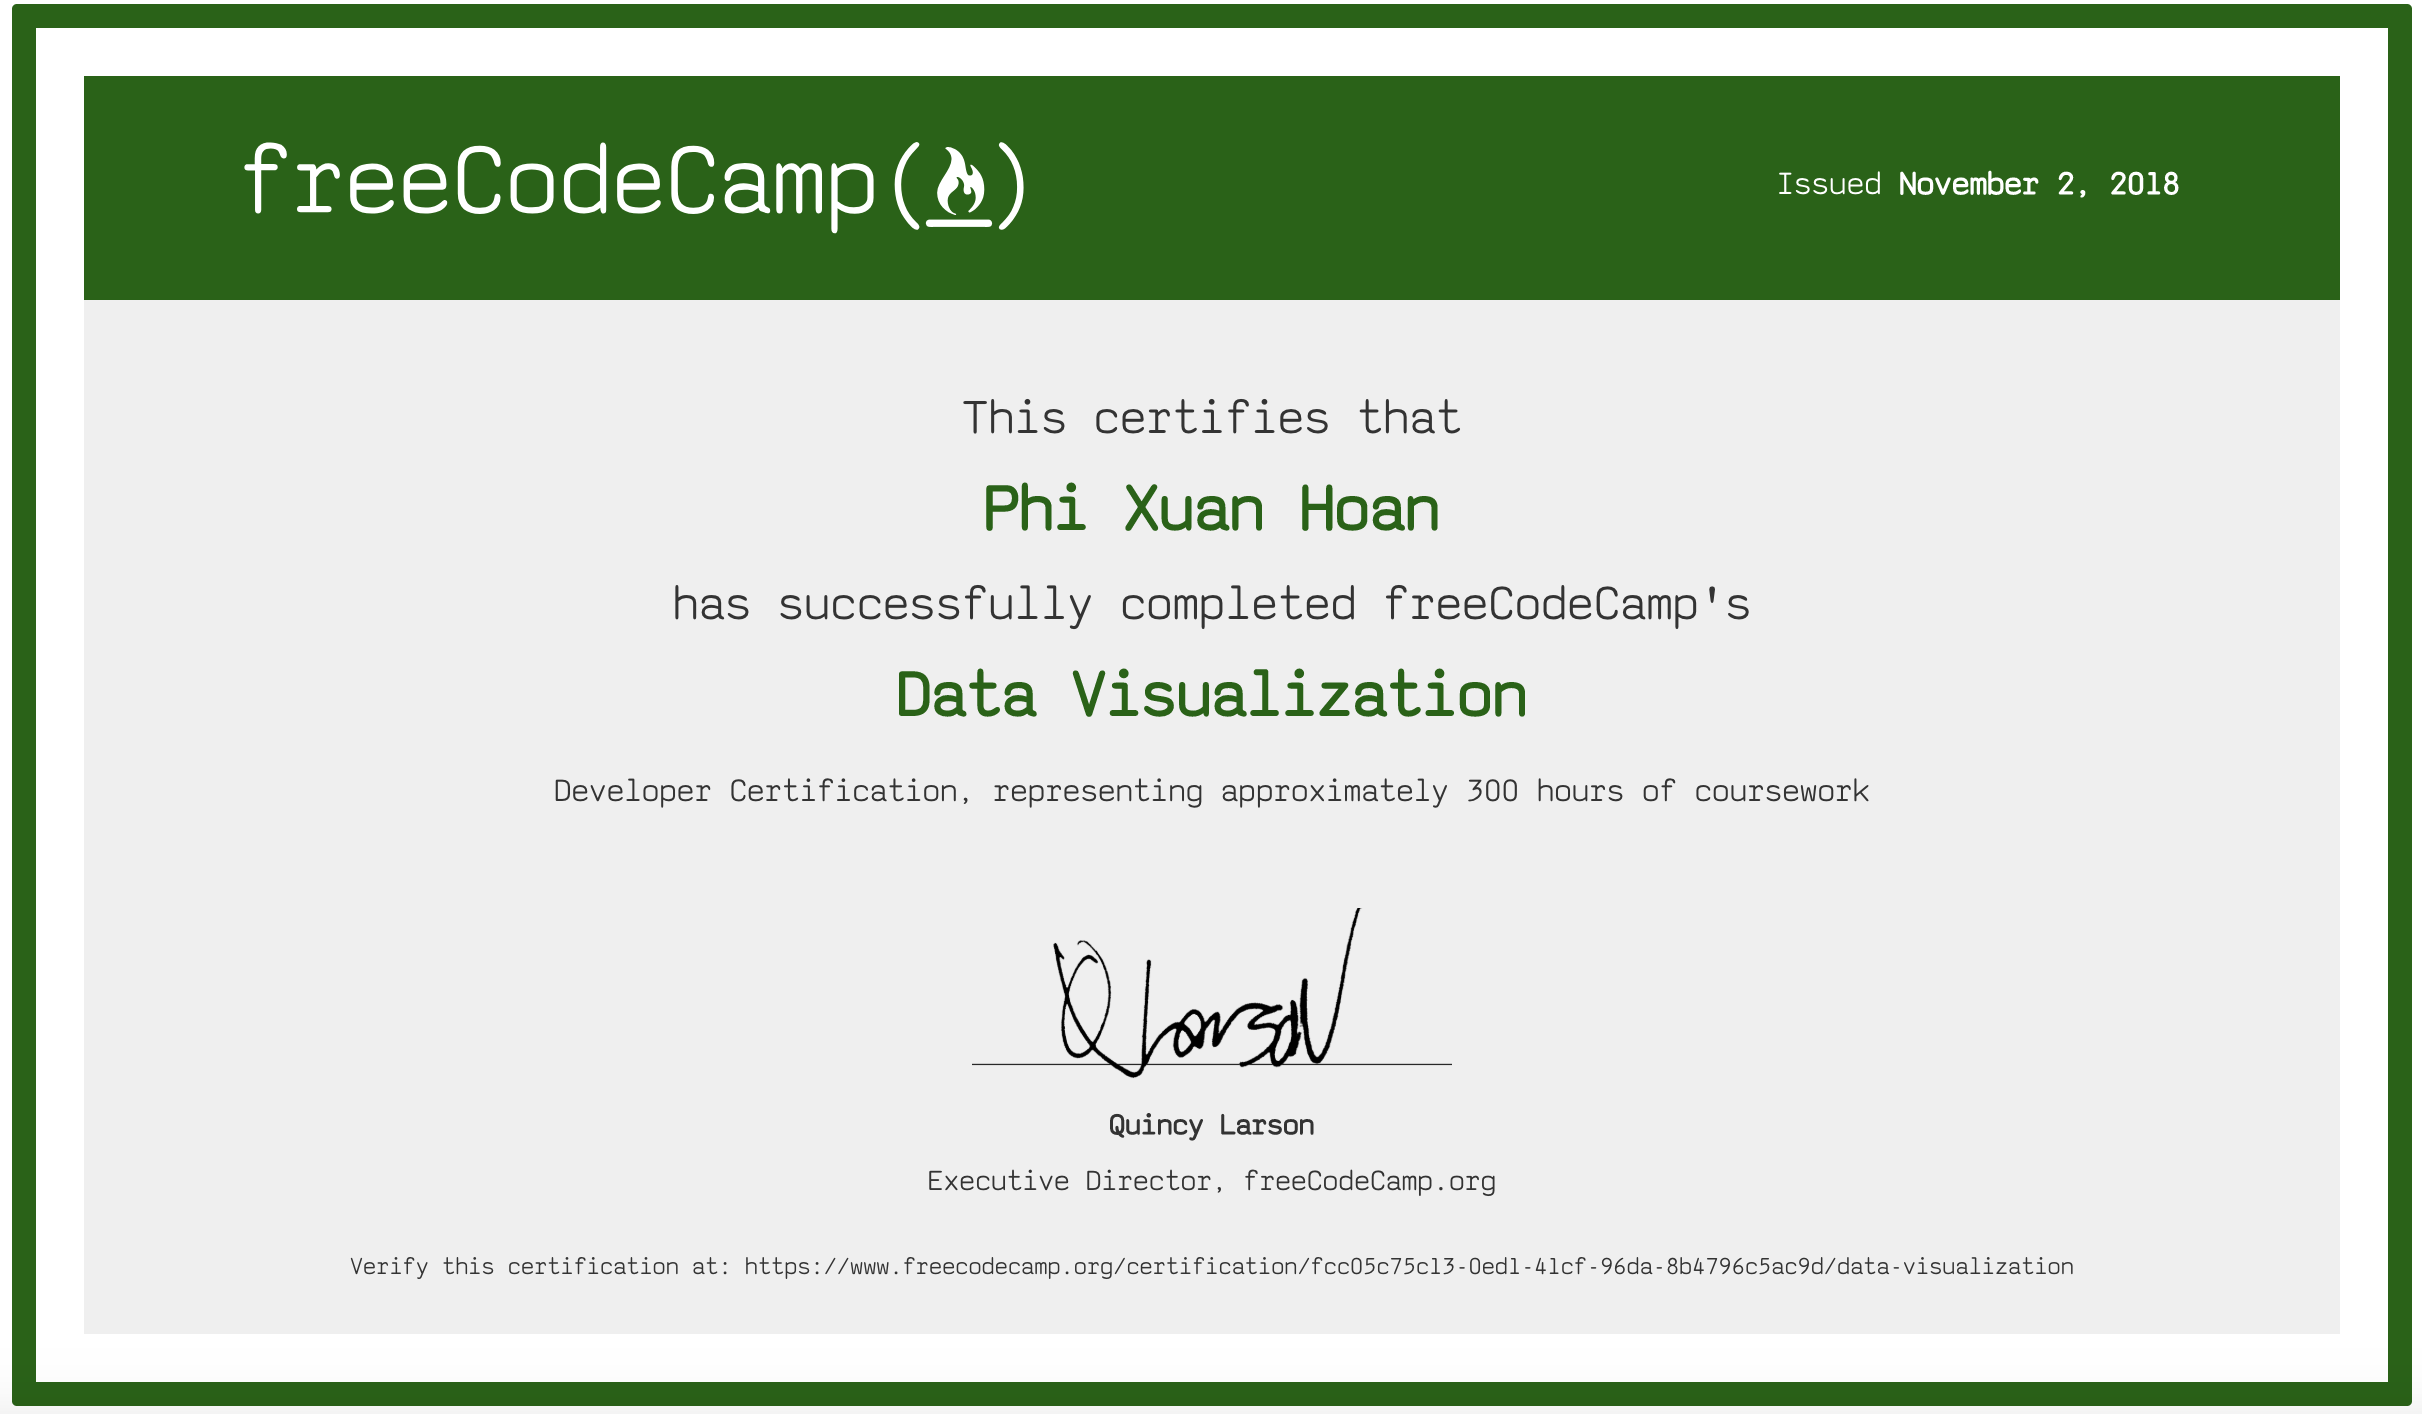 freeCodeCamp(🔥)
Issued November 2, 2018
This certifies that
Phi Xuan Hoan
has successfully completed freeCodeCamp's
Data Visualization
Developer Certification, representing approximately 300 hours of coursework
Q Larson
Quincy Larson
Executive Director, freeCodeCamp.org
Verify this certification at: https://www.freecodecamp.org/certification/fcc05c75c13-0ed1-41cf-96da-8b4796c5ac9d/data-visualization